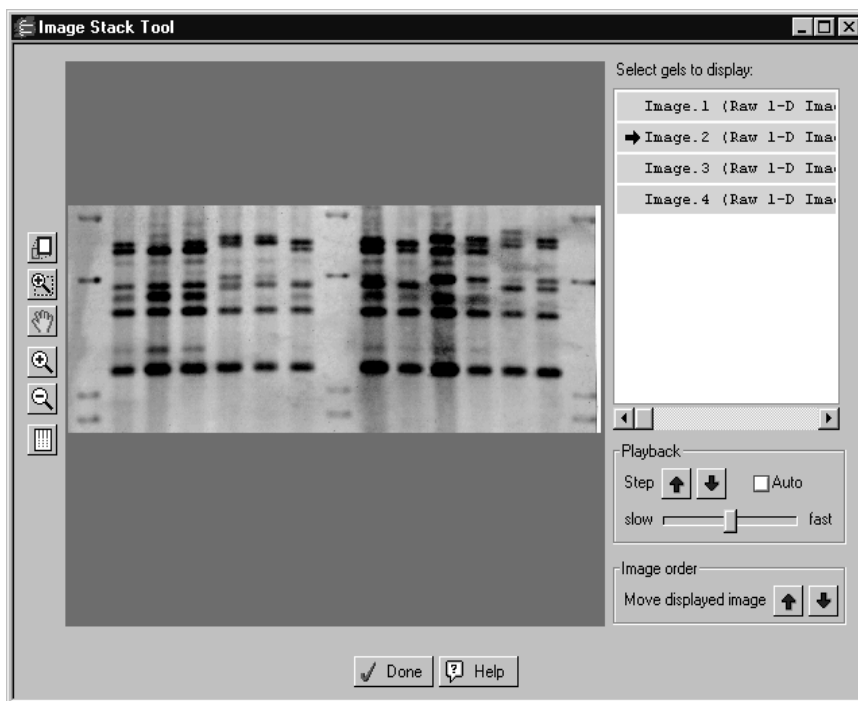 Image Stack Tool
Select gels to display:
Image.1 (Raw 1-D Ima
Image.2 (Raw 1-D Ima
Image.3 (Raw 1-D Ima
Image.4 (Raw 1-D Ima
Playback
Step Auto
slow fast
Image order
Move displayed image
Done Help